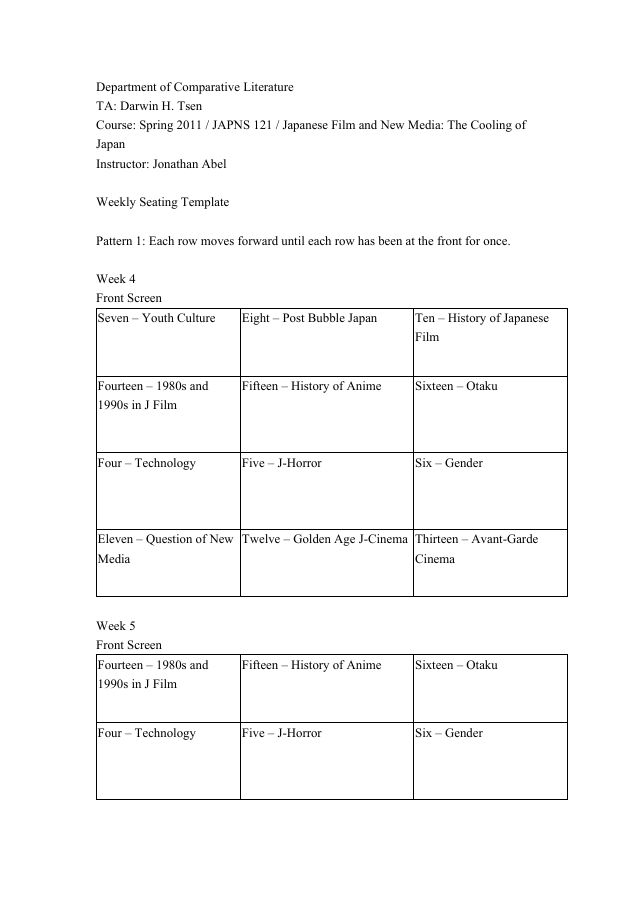 Department of Comparative Literature
TA: Darwin H. Tsen
Course: Spring 2011 / JAPNS 121 / Japanese Film and New Media: The Cooling of
Japan
Instructor: Jonathan Abel
Weekly Seating Template
Pattern 1: Each row moves forward until each row has been at the front for once.
Week 4
Front Screen
Seven – Youth Culture
Eight – Post Bubble Japan
Ten – History of Japanese
Film
Fourteen – 1980s and
1990s in J Film
Fifteen – History of Anime
Sixteen – Otaku
Four – Technology
Five – J-Horror
Six – Gender
Eleven – Question of New
Media
Twelve – Golden Age J-Cinema
Thirteen – Avant-Garde
Cinema
Week 5
Front Screen
Fourteen – 1980s and
1990s in J Film
Fifteen – History of Anime
Sixteen – Otaku
Four – Technology
Five – J-Horror
Six – Gender